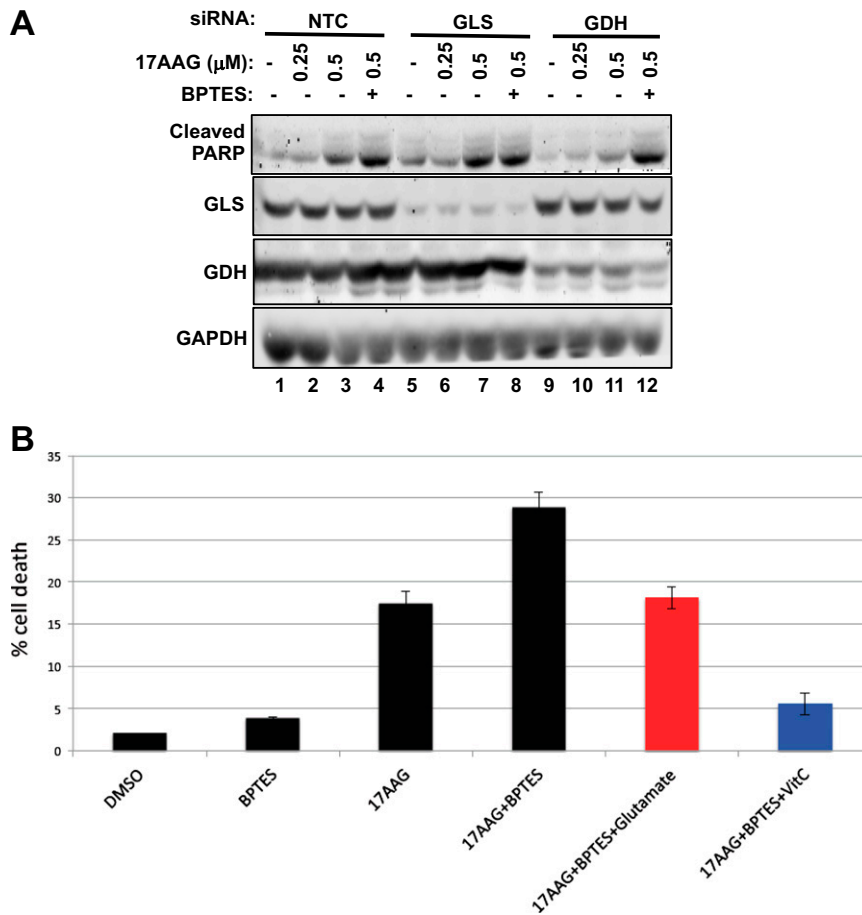 A
siRNA: NTC GLS GDH
17AAG (μM): - 0.25 0.5 0.5 - 0.25 0.5 0.5 - 0.25 0.5 0.5
BPTES: - - - + - - - + - - - +
Cleaved
PARP
GLS
GDH
GAPDH
1 2 3 4 5 6 7 8 9 10 11 12
B
% cell death
35
30
25
20
15
10
5
0
DMSO
BPTES
17AAG
17AAG+BPTES
17AAG+BPTES+Glutamate
17AAG+BPTES+VitC